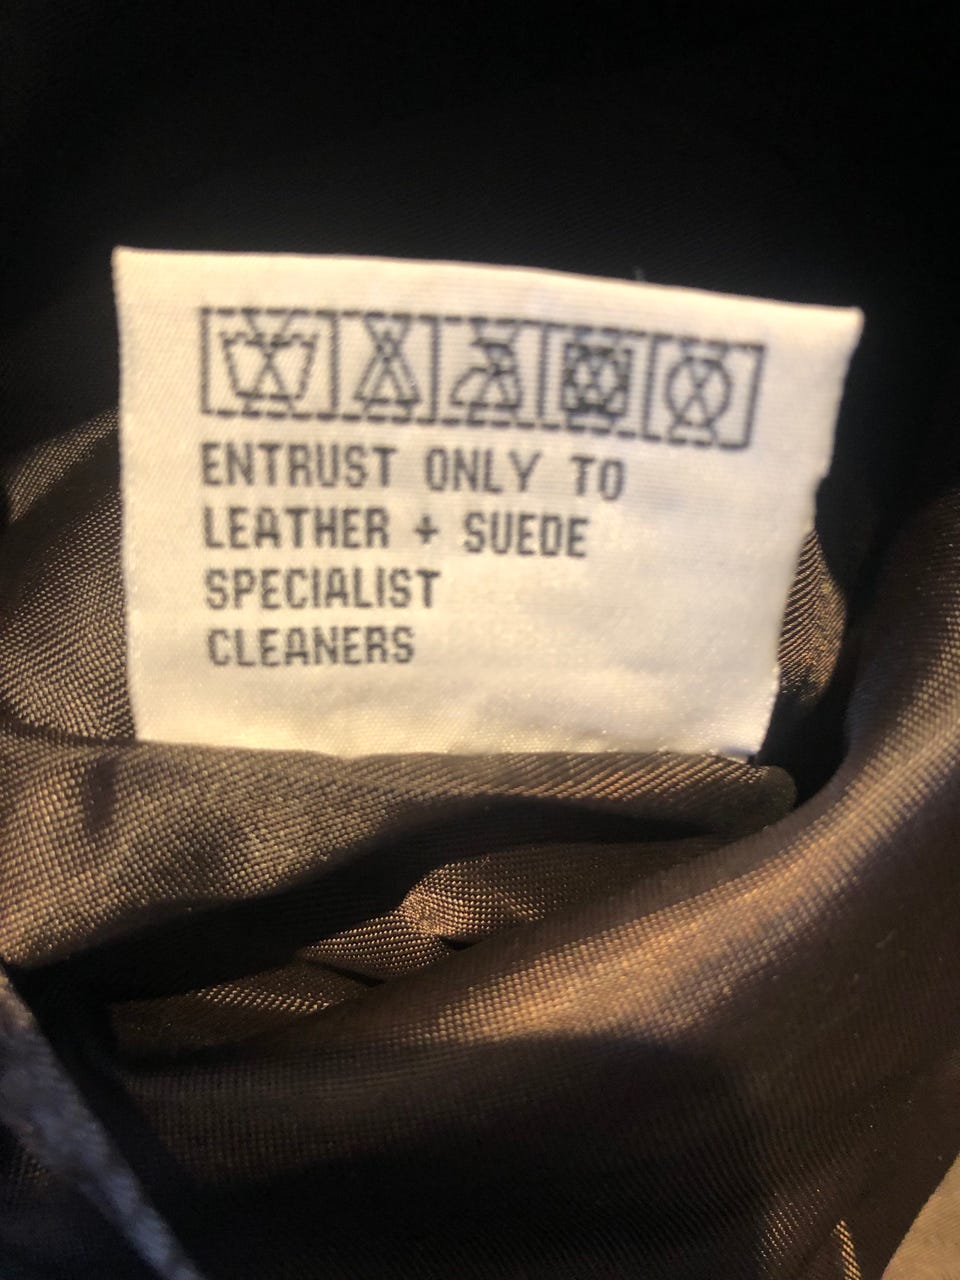 ENTRUST ONLY TO
LEATHER + SUEDE
SPECIALIST
CLEANERS